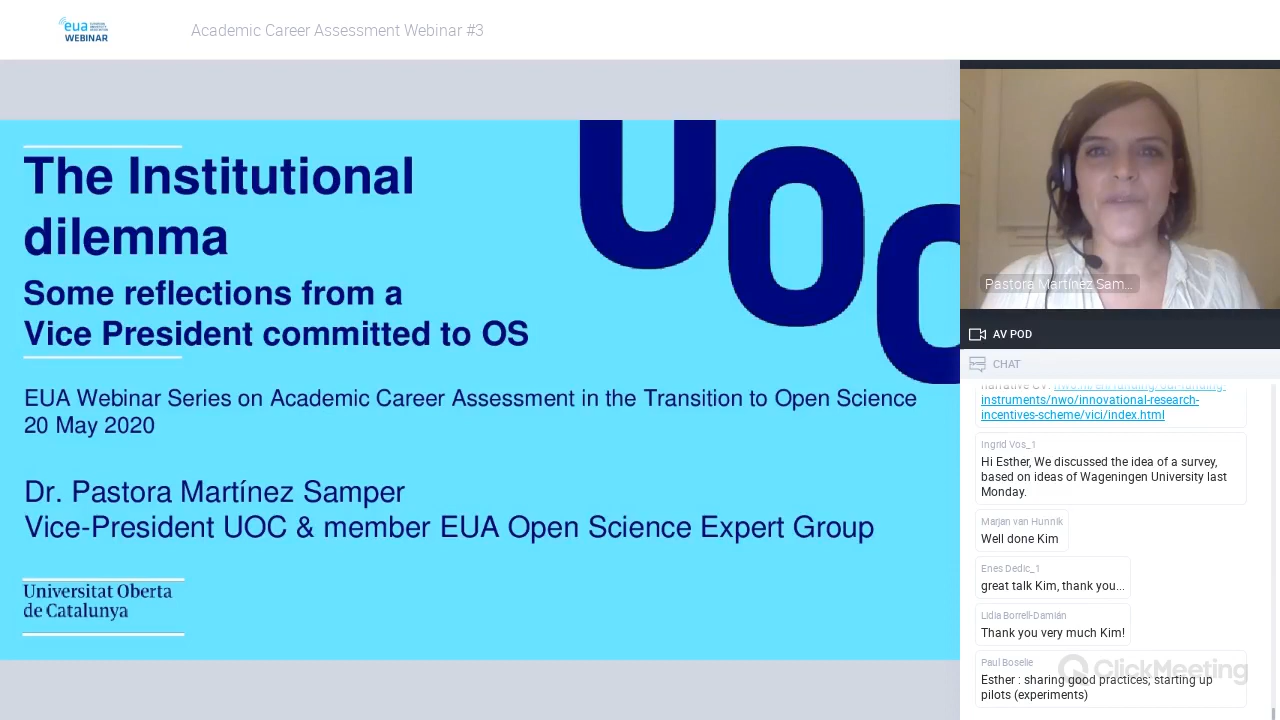 eua
WEBINAR
Academic Career Assessment Webinar #3
The Institutional
dilemma
Some reflections from a
Vice President committed to OS
EUA Webinar Series on Academic Career Assessment in the Transition to Open Science
20 May 2020
Dr. Pastora Martínez Samper
Vice-President UOC & member EUA Open Science Expert Group
Universitat Oberta
de Catalunya
UOC
Pastora Martínez Sam...
AV POD
CHAT
instruments/nwo/innovational-research-
incentives-scheme/vici/index.html
Ingrid Vos_1
Hi Esther, We discussed the idea of a survey,
based on ideas of Wageningen University last
Monday.
Marjan van Hunnik
Well done Kim
Enes Dedic_1
great talk Kim, thank you...
Lidia Borrell-Damián
Thank you very much Kim!
Paul Boselie
Esther : sharing good practices; starting up
pilots (experiments)
ClickMeeting